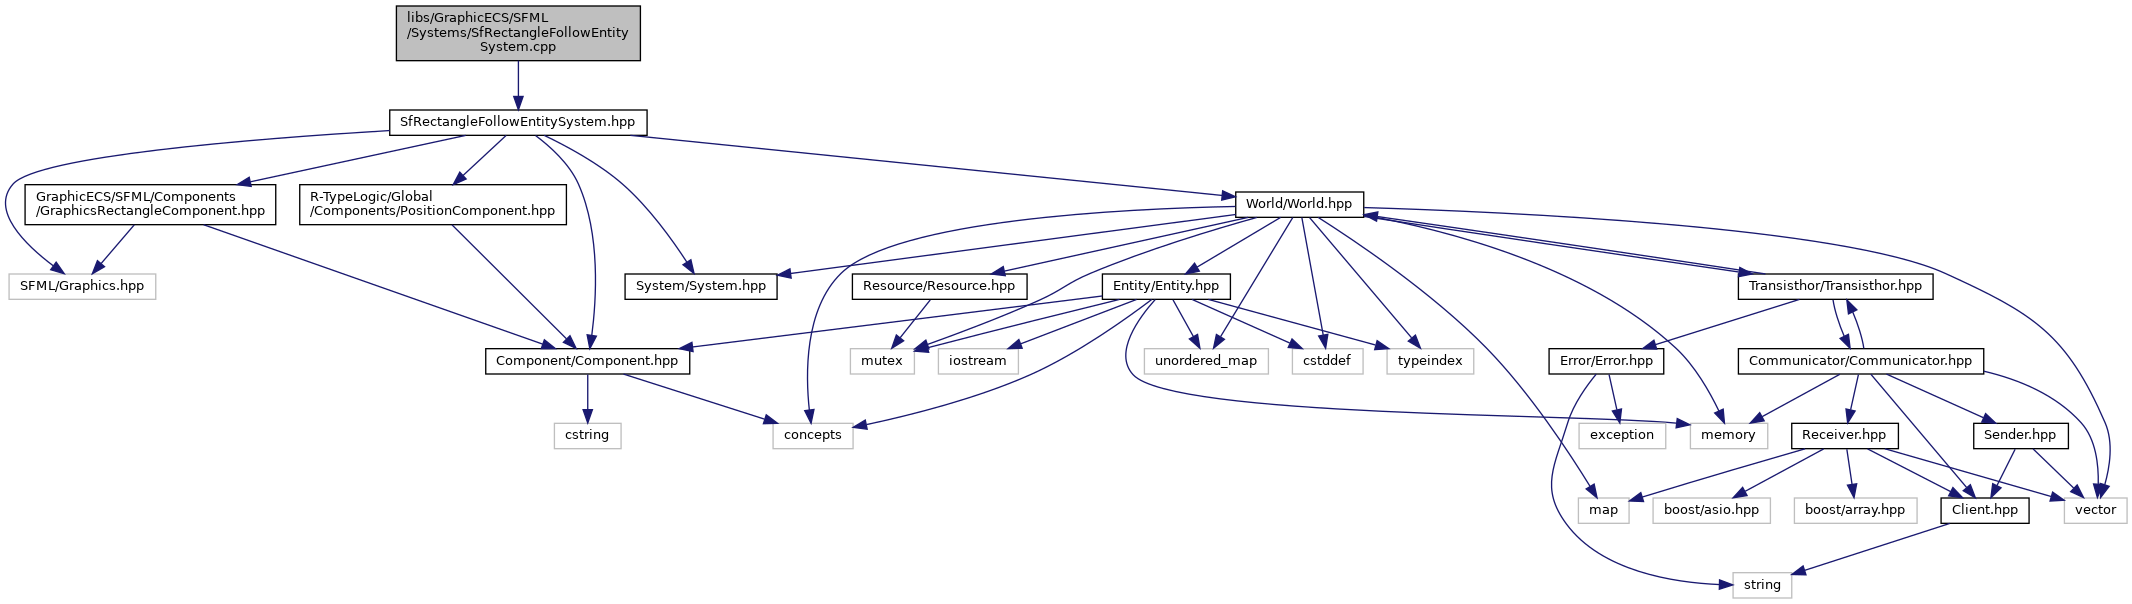 libs/GraphicECS/SFML
/Systems/SfRectangleFollowEntity
System.cpp
SfRectangleFollowEntitySystem.hpp
GraphicECS/SFML/Components
/GraphicsRectangleComponent.hpp
R-TypeLogic/Global
/Components/PositionComponent.hpp
World/World.hpp
SFML/Graphics.hpp
System/System.hpp
Resource/Resource.hpp
Entity/Entity.hpp
Transisthor/Transisthor.hpp
Component/Component.hpp
mutex
iostream
unordered_map
cstddef
typeindex
Error/Error.hpp
Communicator/Communicator.hpp
cstring
concepts
exception
memory
Receiver.hpp
Sender.hpp
map
boost/asio.hpp
boost/array.hpp
Client.hpp
vector
string